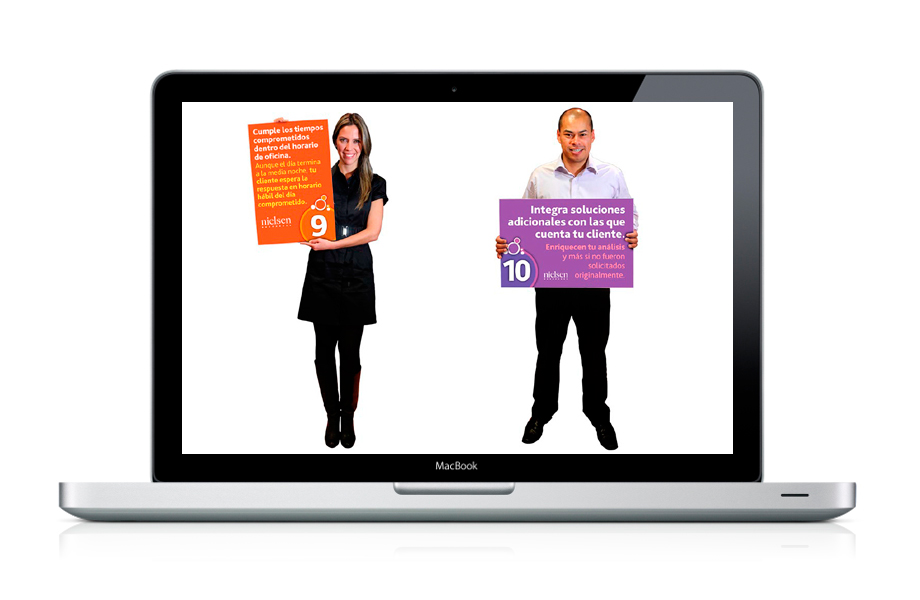 Cumple los tiempos
comprometidos
dentro del horario
de oficina.
Aunque el día termina
a la media noche, tu
cliente espera la
respuesta en horario
hábil del día
comprometido.
nielsen
9
Integra soluciones
adicionales con las que
cuenta tu cliente.
Enriquecen tu análisis
y más si no fueron
solicitados
originalmente.
10
nielsen
MacBook